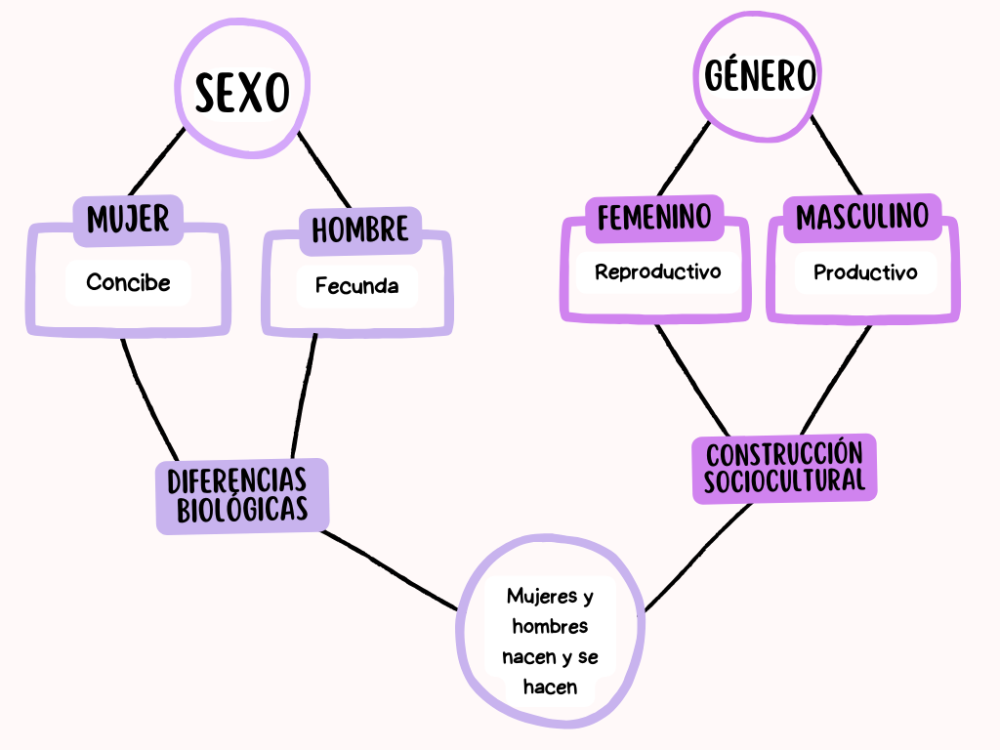 SEXO
MUJER
Concibe
HOMBRE
Fecunda
DIFERENCIAS
BIOLÓGICAS
GÉNERO
FEMENINO
Reproductivo
MASCULINO
Productivo
CONSTRUCCIÓN
SOCIOCULTURAL
Mujeres y
hombres
nacen y se
hacen